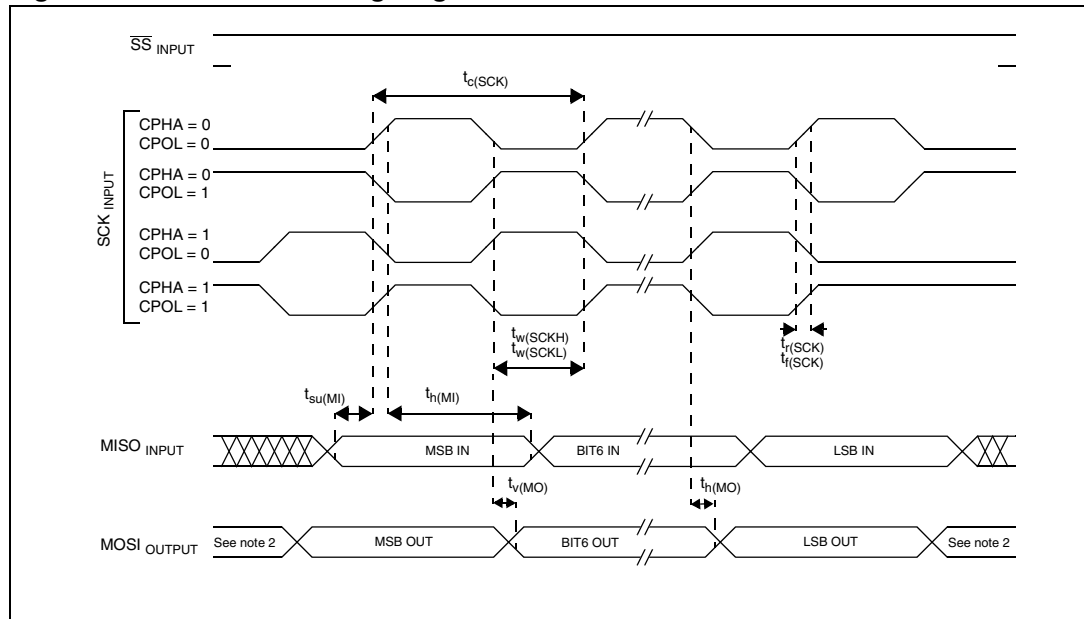 SS INPUT
tc(SCK)
SCK INPUT
CPHA = 0
CPOL = 0
CPHA = 0
CPOL = 1
CPHA = 1
CPOL = 0
CPHA = 1
CPOL = 1
tw(SCKH)
tw(SCKL)
tr(SCK)
tf(SCK)
tsu(MI)
th(MI)
MISO INPUT
MSB IN
BIT6 IN
LSB IN
tv(MO)
th(MO)
MOSI OUTPUT
See note 2
MSB OUT
BIT6 OUT
LSB OUT
See note 2